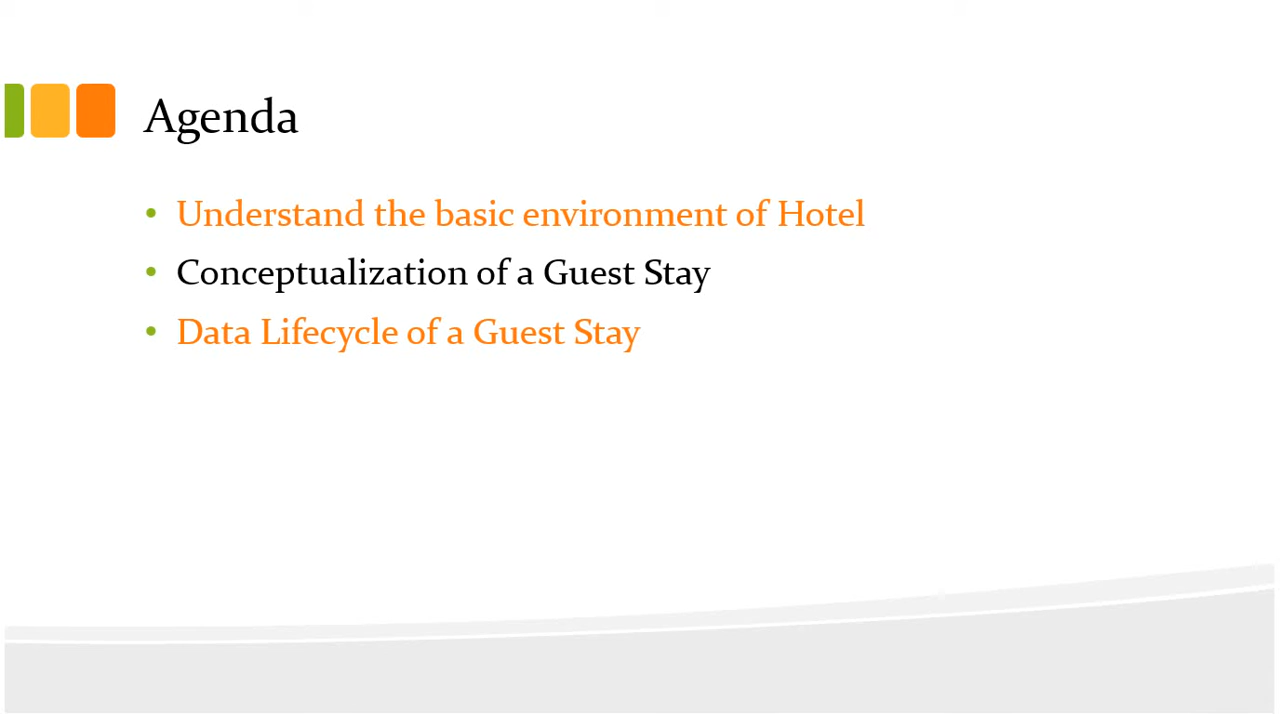 Agenda
• Understand the basic environment of Hotel
• Conceptualization of a Guest Stay
• Data Lifecycle of a Guest Stay